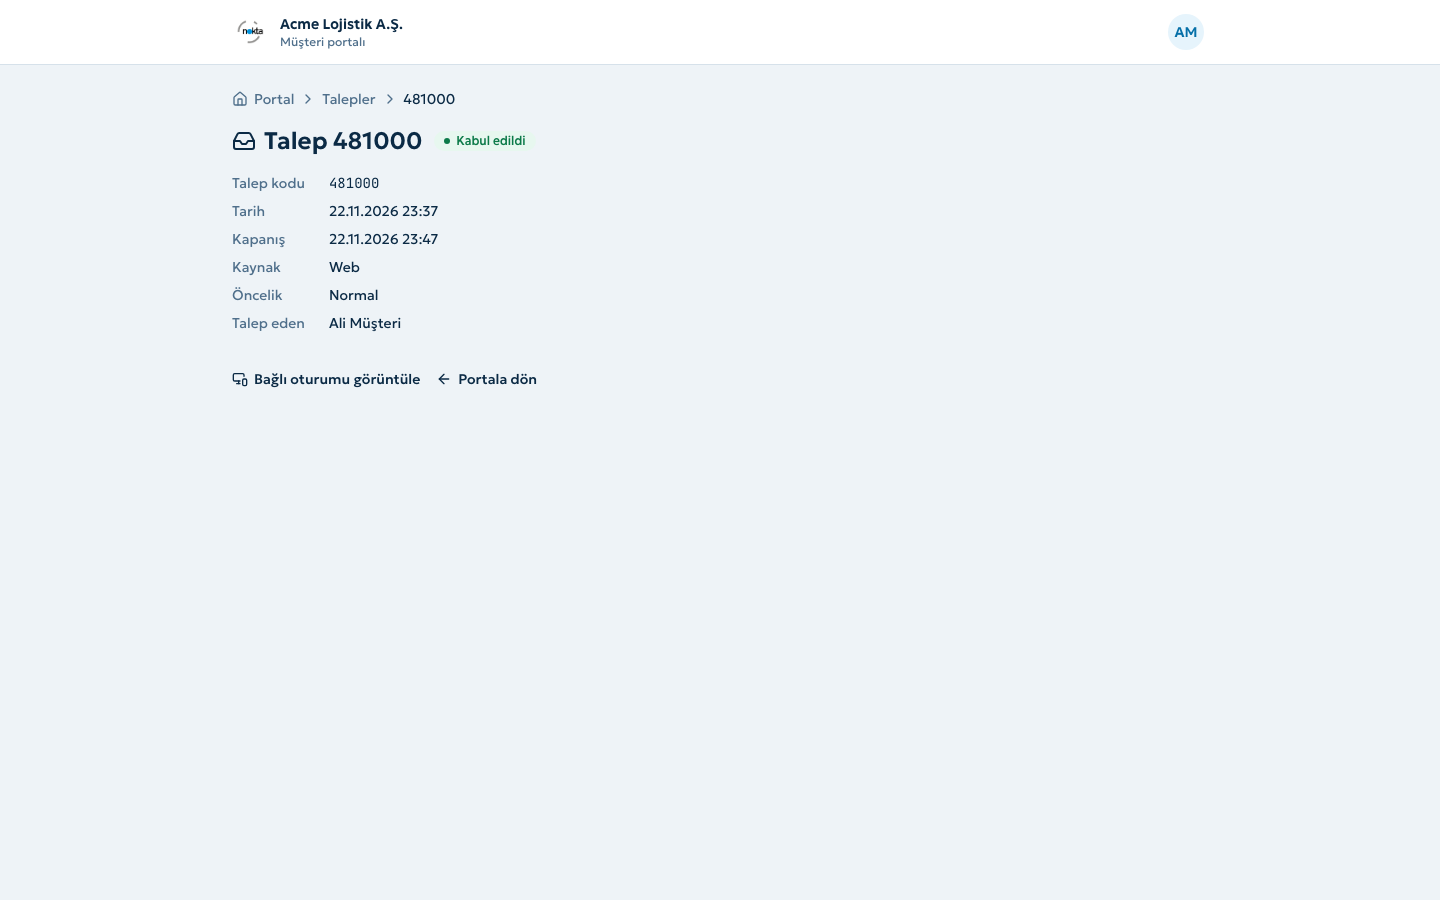 nokta
Acme Lojistik A.Ş.
Müşteri portalı
AM
Portal > Talepler > 481000
Talep 481000 Kabul edildi
Talep kodu 481000
Tarih 22.11.2026 23:37
Kapanış 22.11.2026 23:47
Kaynak Web
Öncelik Normal
Talep eden Ali Müşteri
Bağlı oturumu görüntüle Portala dön